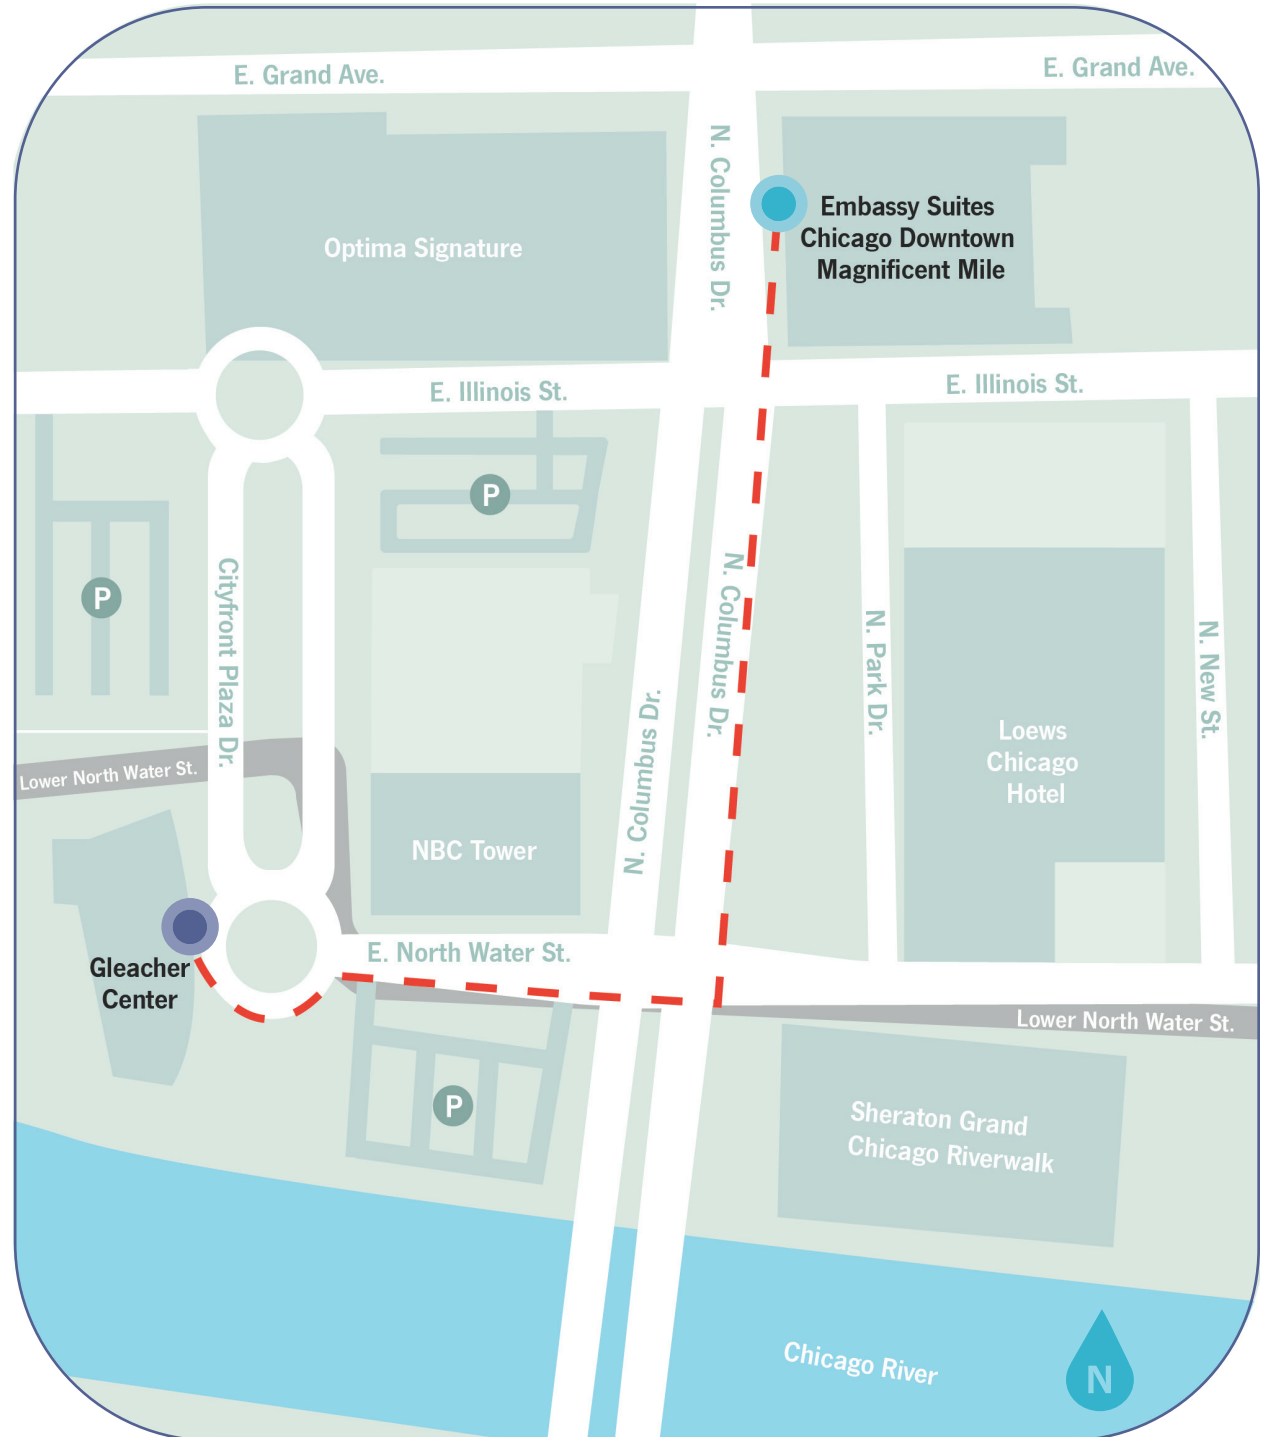 E. Grand Ave.
E. Grand Ave.
N. Columbus Dr.
Embassy Suites
Chicago Downtown
Magnificent Mile
Optima Signature
E. Illinois St.
E. Illinois St.
P
P
Cityfront Plaza Dr.
N. Columbus Dr.
N. Columbus Dr.
N. Park Dr.
N. New St.
Loews
Chicago
Hotel
Lower North Water St.
NBC Tower
E. North Water St.
Gleacher
Center
Lower North Water St.
P
Sheraton Grand
Chicago Riverwalk
Chicago River
N